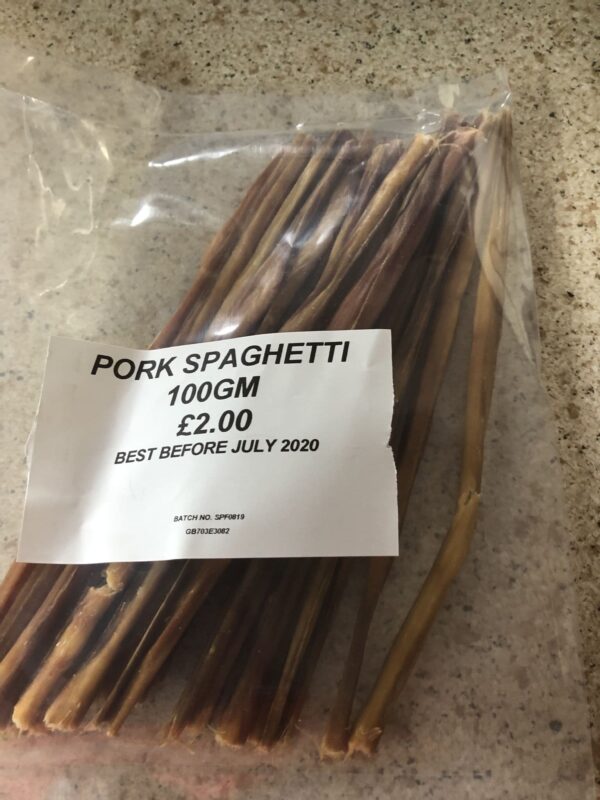 PORK SPAGHETTI
100GM
£2.00
BEST BEFORE JULY 2020
BATCH NO. SPF0819
GB703E3082